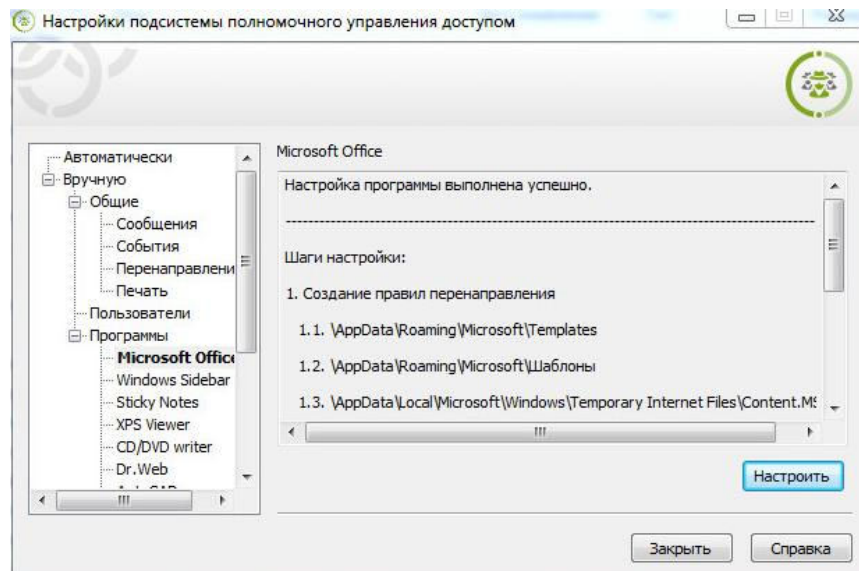 Настройки подсистемы полномочного управления доступом
Автоматически
Вручную
Общие
Сообщения
События
Перенаправлени
Печать
Пользователи
Программы
Microsoft Office
Windows Sidebar
Sticky Notes
XPS Viewer
CD/DVD writer
Dr.Web
Microsoft Office
Настройка программы выполнена успешно.
Шаги настройки:
1. Создание правил перенаправления
1.1. \AppData\Roaming\Microsoft\Templates
1.2. \AppData\Roaming\Microsoft\Шаблоны
1.3. \AppData\Local\Microsoft\Windows\Temporary Internet Files\Content.MS
Настроить
Закрыть
Справка